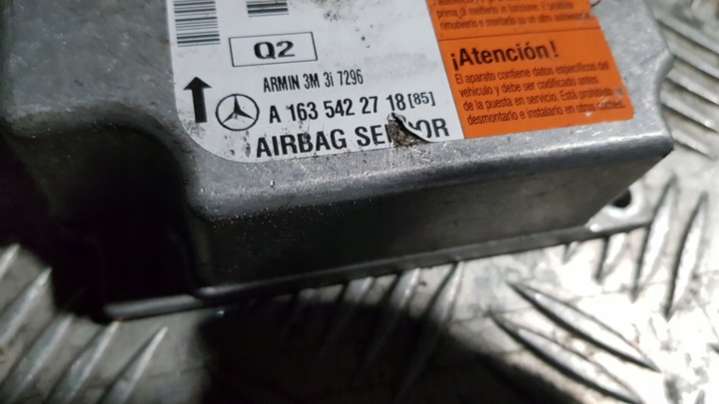 Q2
ARMIN 3M 3i 7296
A 163 542 27 18 [85]
AIRBAG SE OR
¡Atención!
El aparato contiene datos específicos del
vehículo y debe ser codificado antes
de la puesta en servicio. Está prohibido
desmontarlo e instalarlo en otros coches.